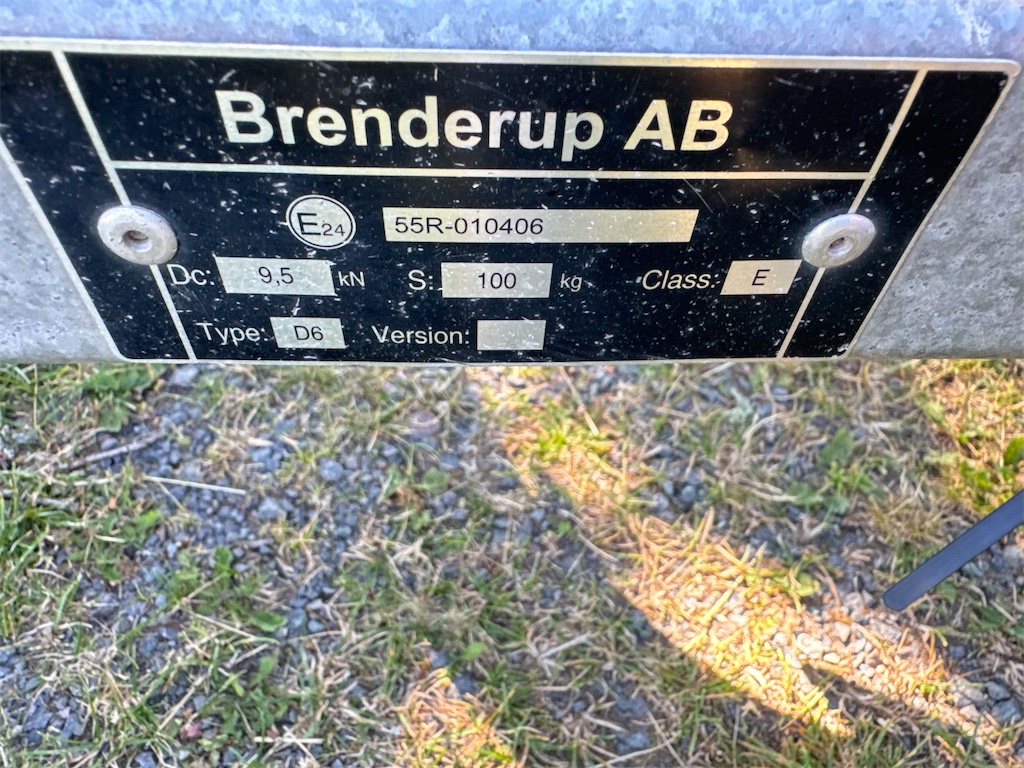 Brenderup AB
E24 55R-010406
Dc: 9,5 kN S: 100 kg Class: E
Type: D6 Version: